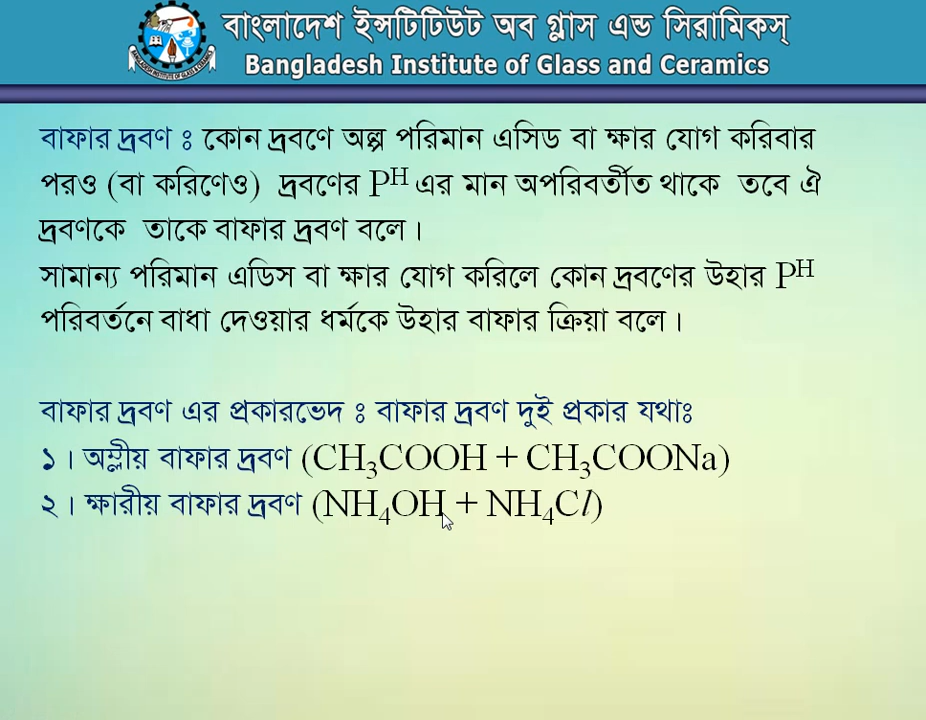 বাংলাদেশ ইন্সটিটিউট অব গ্লাস এন্ড সিরামিকস্
Bangladesh Institute of Glass and Ceramics
বাফার দ্রবণ ঃ কোন দ্রবণে অল্প পরিমান এসিড বা ক্ষার যোগ করিবার
পরও (বা করিণেও) দ্রবণের P^H এর মান অপরিবর্তীত থাকে তবে ঐ
দ্রবণকে তাকে বাফার দ্রবণ বলে।
সামান্য পরিমান এডিস বা ক্ষার যোগ করিলে কোন দ্রবণের উহার P^H
পরিবর্তনে বাধা দেওয়ার ধর্মকে উহার বাফার ক্রিয়া বলে।
বাফার দ্রবণ এর প্রকারভেদ ঃ বাফার দ্রবণ দুই প্রকার যথাঃ
১। অম্লীয় বাফার দ্রবণ (CH₃COOH + CH₃COONa)
২। ক্ষারীয় বাফার দ্রবণ (NH₄OH + NH₄Cl)